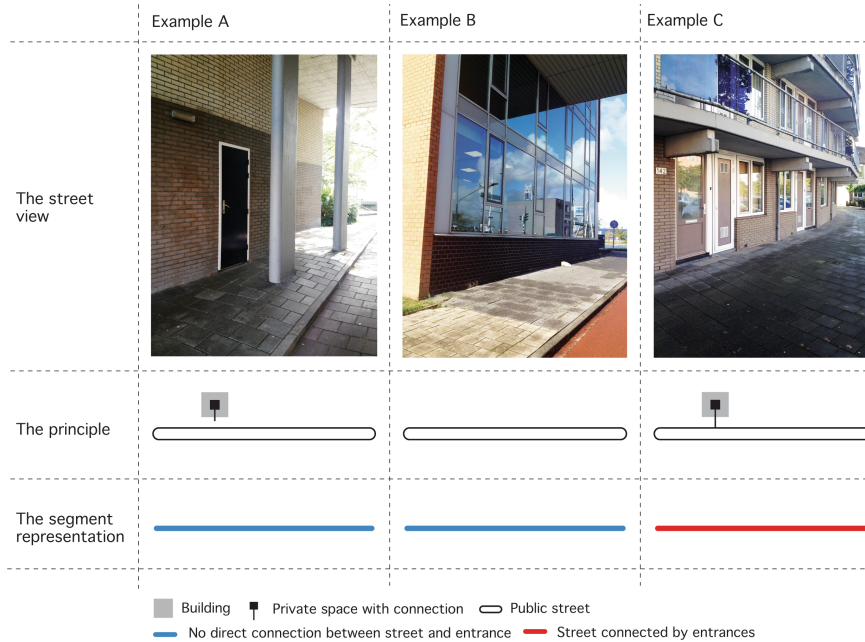 Example A
Example B
Example C
The street
view
142
The principle
The segment
representation
Building
Private space with connection
Public street
No direct connection between street and entrance
Street connected by entrances